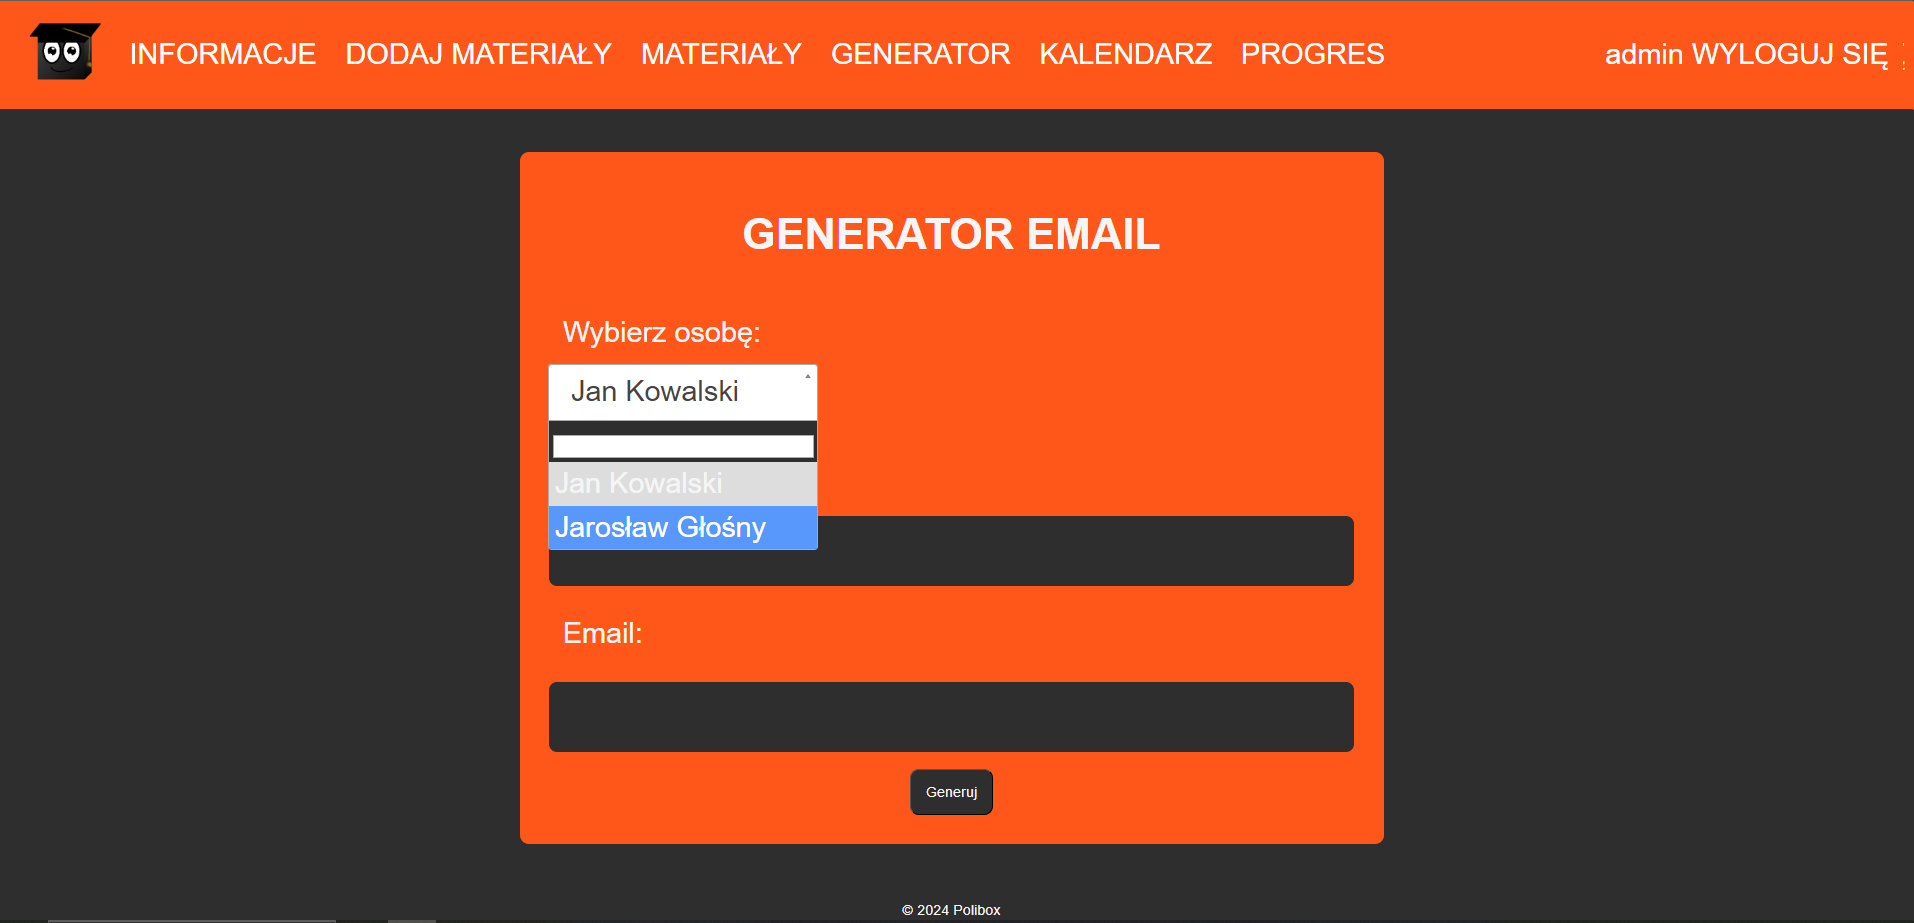 INFORMACJE DODAJ MATERIAŁY MATERIAŁY GENERATOR KALENDARZ PROGRES admin WYLOGUJ SIĘ
GENERATOR EMAIL
Wybierz osobę:
Jan Kowalski
Jan Kowalski
Jarosław Głośny
Email:
Generuj
© 2024 Polibox